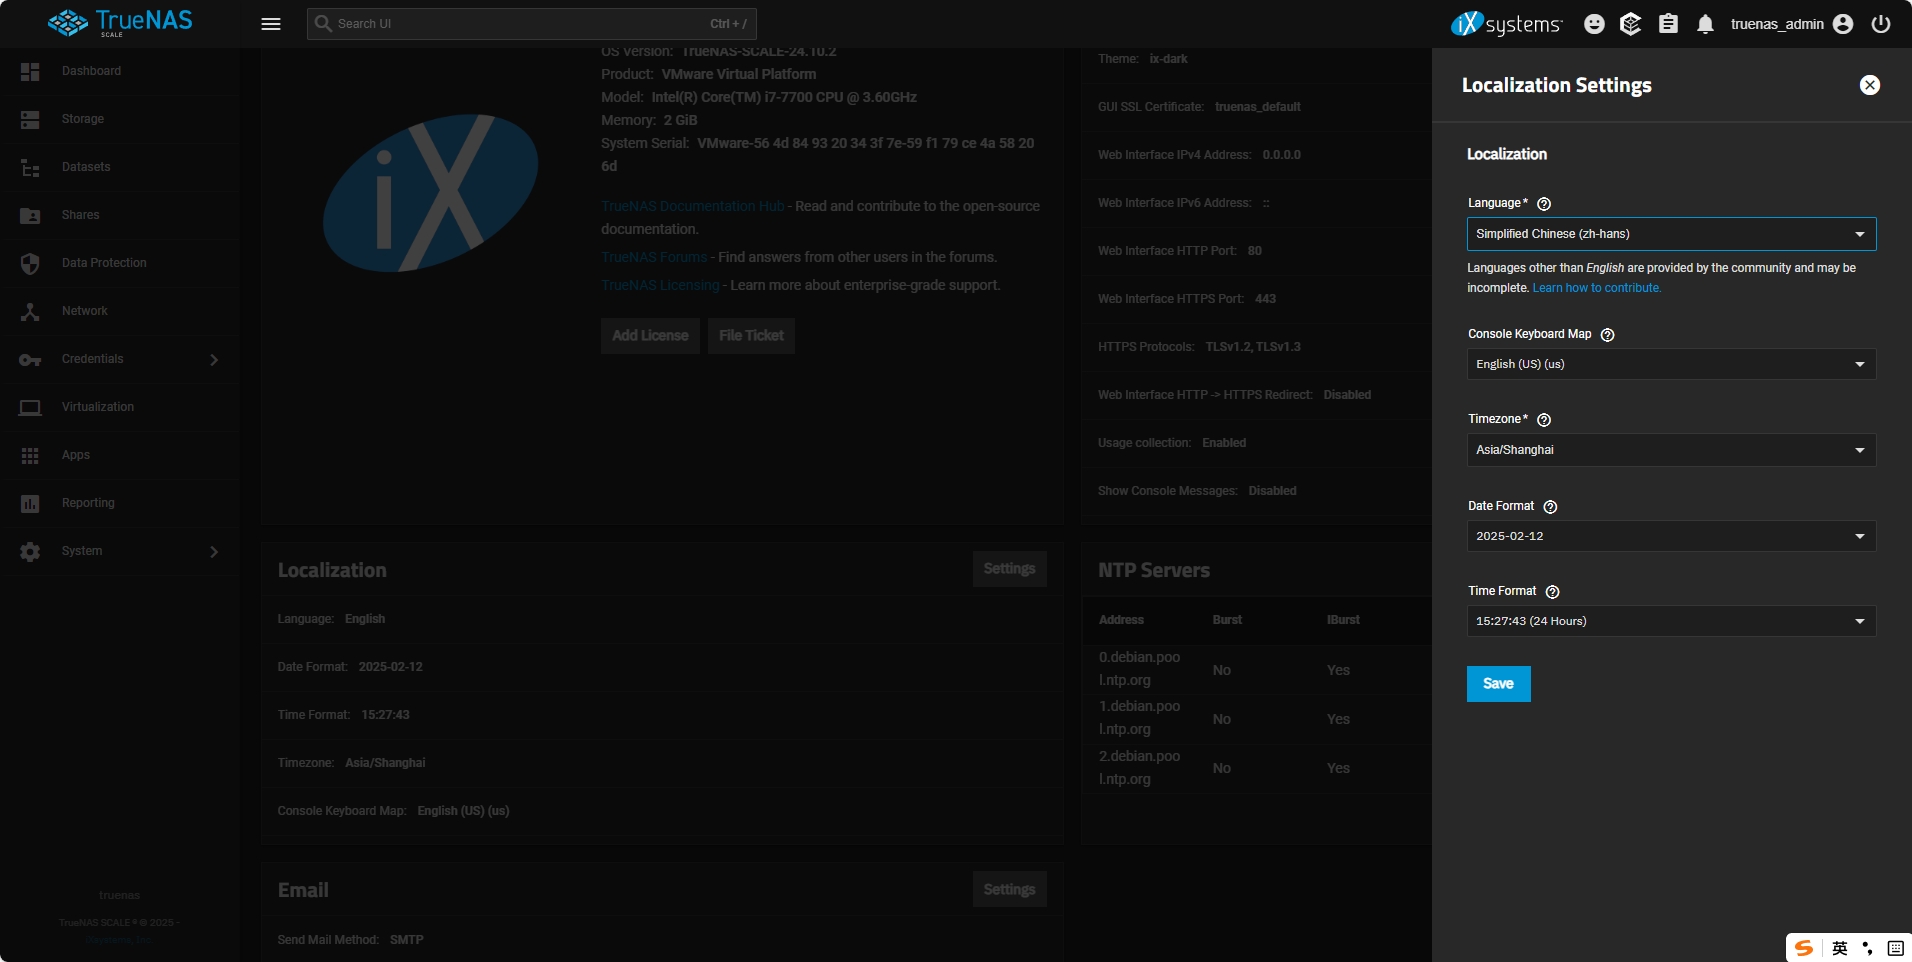 TrueNAS
SCALE
Search UI
Ctrl + /
iX systems
truenas_admin
Dashboard
Storage
Datasets
Shares
Data Protection
Network
Credentials
Virtualization
Apps
Reporting
System
truenas
TrueNAS SCALE ® © 2025 -
iXsystems, Inc.
iX
OS Version: TrueNAS-SCALE-24.10.2
Product: VMware Virtual Platform
Model: Intel(R) Core(TM) i7-7700 CPU @ 3.60GHz
Memory: 2 GiB
System Serial: VMware-56 4d 84 93 20 34 3f 7e-59 f1 79 ce 4a 58 20
6d
TrueNAS Documentation Hub - Read and contribute to the open-source
documentation.
TrueNAS Forums - Find answers from other users in the forums.
TrueNAS Licensing - Learn more about enterprise-grade support.
Add License
File Ticket
Theme: ix-dark
GUI SSL Certificate: truenas_default
Web Interface IPv4 Address: 0.0.0.0
Web Interface IPv6 Address: ::
Web Interface HTTP Port: 80
Web Interface HTTPS Port: 443
HTTPS Protocols: TLSv1.2, TLSv1.3
Web Interface HTTP -> HTTPS Redirect: Disabled
Usage collection: Enabled
Show Console Messages: Disabled
Localization
Settings
Language: English
Date Format: 2025-02-12
Time Format: 15:27:43
Timezone: Asia/Shanghai
Console Keyboard Map: English (US) (us)
NTP Servers
Address Burst IBurst
0.debian.poo
l.ntp.org
No Yes
1.debian.poo
l.ntp.org
No Yes
2.debian.poo
l.ntp.org
No Yes
Email
Settings
Send Mail Method: SMTP
Localization Settings
Localization
Language*
Simplified Chinese (zh-hans)
Languages other than English are provided by the community and may be
incomplete. Learn how to contribute.
Console Keyboard Map
English (US) (us)
Timezone*
Asia/Shanghai
Date Format
2025-02-12
Time Format
15:27:43 (24 Hours)
Save
英